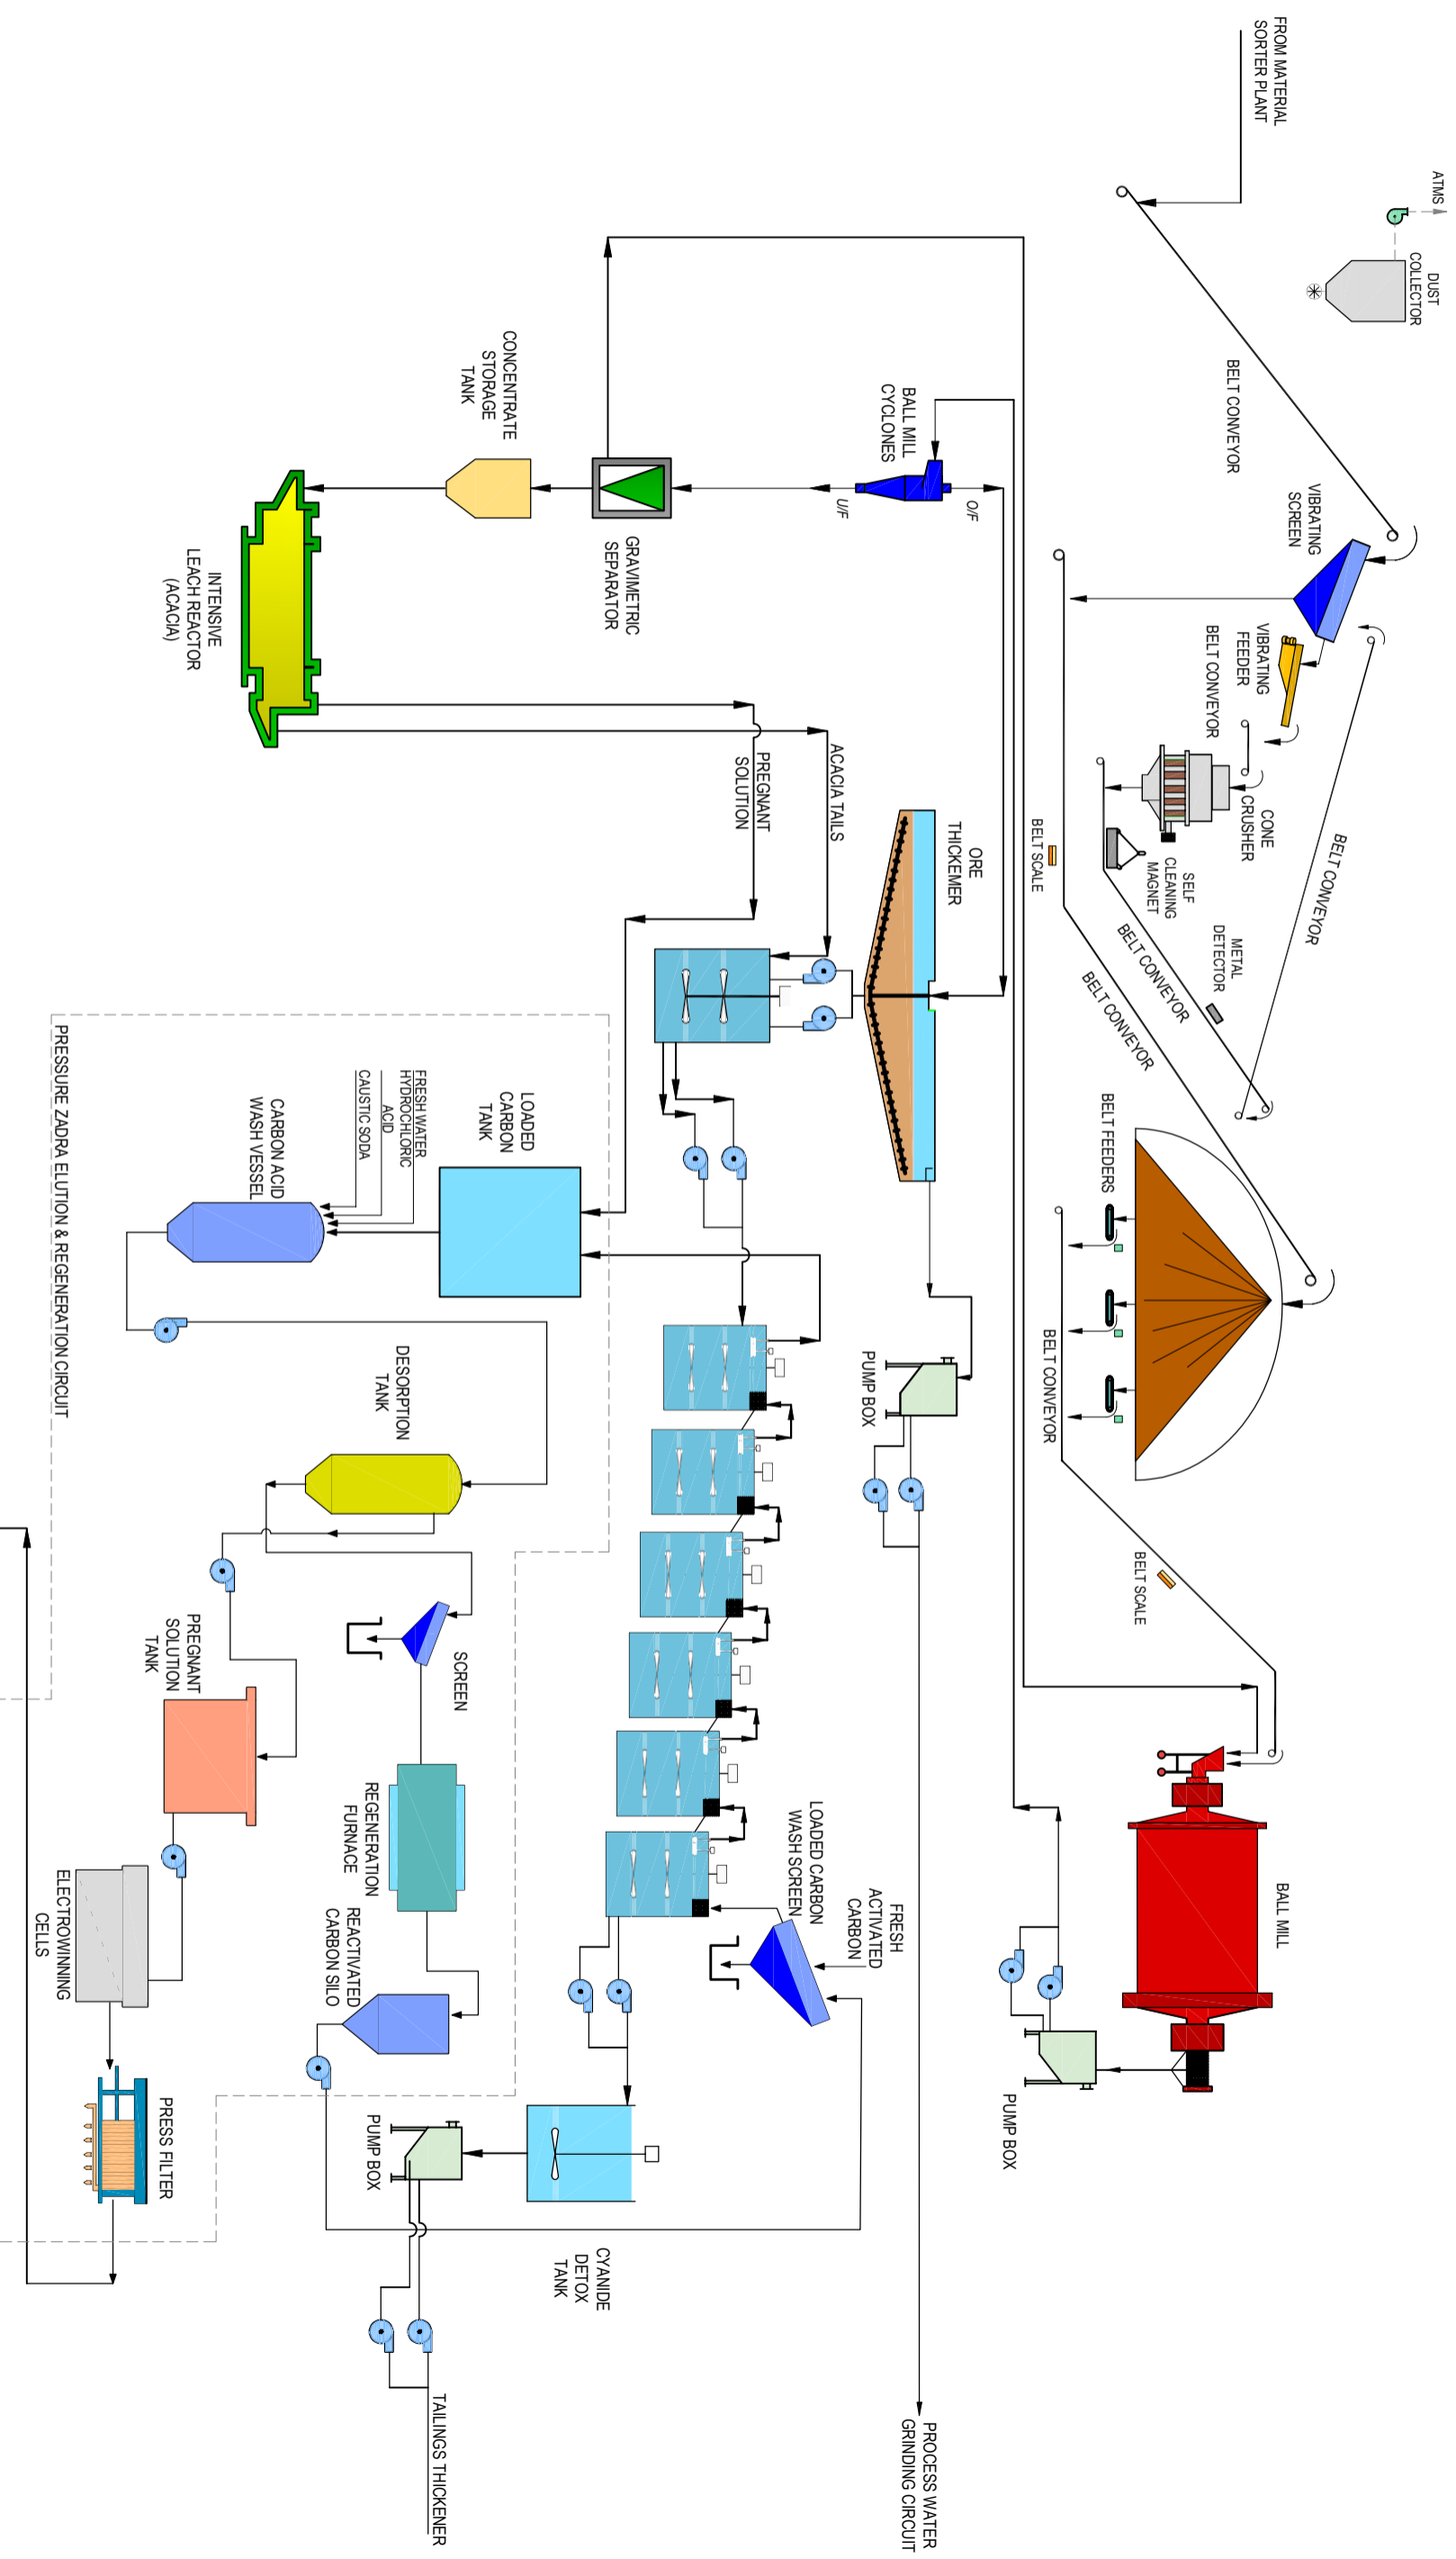 ATMS
DUST
COLLECTOR
FROM MATERIAL
SORTER PLANT
BELT CONVEYOR
VIBRATING
SCREEN
VIBRATING
FEEDER
BELT CONVEYOR
CONE
CRUSHER
SELF
CLEANING
MAGNET
BELT CONVEYOR
METAL
DETECTOR
BELT CONVEYOR
BELT CONVEYOR
BELT SCALE
BELT FEEDERS
BELT CONVEYOR
BELT SCALE
BALL MILL
PUMP BOX
BALL MILL
CYCLONES
O/F
U/F
GRAVIMETRIC
SEPARATOR
CONCENTRATE
STORAGE
TANK
INTENSIVE
LEACH REACTOR
(ACACIA)
ACACIA TAILS
PREGNANT
SOLUTION
ORE
THICKEMER
PUMP BOX
PROCESS WATER
GRINDING CIRCUIT
LOADED
CARBON
TANK
FRESH WATER
HYDROCHLORIC
ACID
CAUSTIC SODA
CARBON ACID
WASH VESSEL
PRESSURE ZADRA ELUTION & REGENERATION CIRCUIT
DESORPTION
TANK
SCREEN
PREGNANT
SOLUTION
TANK
REGENERATION
FURNACE
REACTIVATED
CARBON SILO
ELECTROWINNING
CELLS
PRESS FILTER
FRESH
ACTIVATED
CARBON
LOADED CARBON
WASH SCREEN
CYANIDE
DETOX
TANK
PUMP BOX
TAILINGS THICKENER